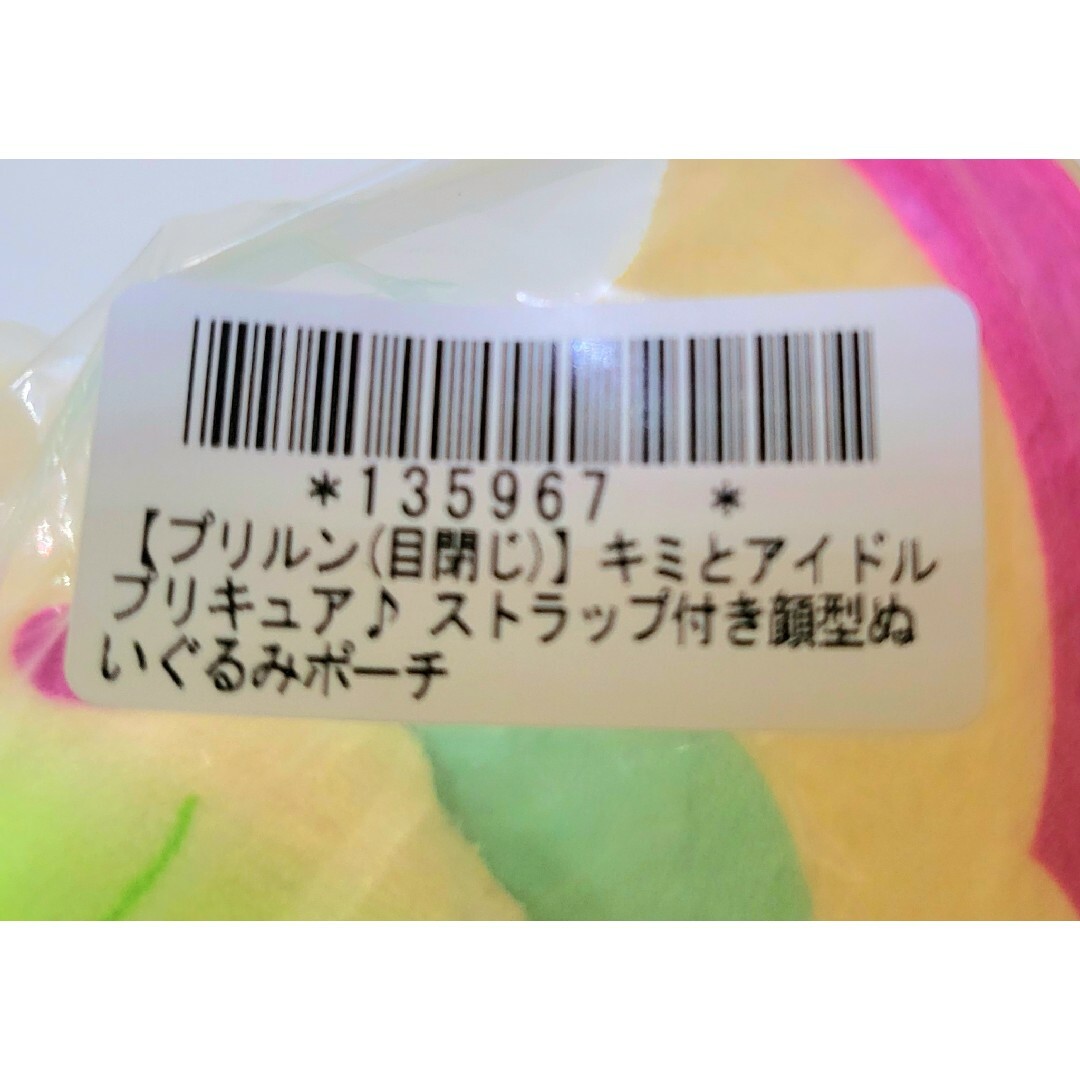 *135967 *
【プリルン(目閉じ)】キミとアイドル
プリキュア♪ ストラップ付き顔型ぬ
いぐるみポーチ